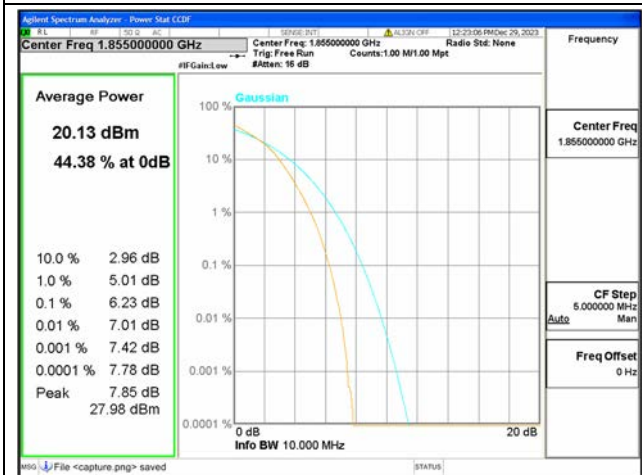 Agilent Spectrum Analyzer - Power Stat CCDF
RL RF 50 Ω AC SENSE:INT ALIGN OFF 12:23:06 PM Dec 29, 2023
Center Freq 1.855000000 GHz Center Freq: 1.855000000 GHz Radio Std: None Frequency
Trig: Free Run Counts:1.00 M/1.00 Mpt
#IFGain:Low #Atten: 16 dB
Average Power
20.13 dBm
44.38 % at 0dB
10.0 % 2.96 dB
1.0 % 5.01 dB
0.1 % 6.23 dB
0.01 % 7.01 dB
0.001 % 7.42 dB
0.0001 % 7.78 dB
Peak 7.85 dB
27.98 dBm
Gaussian
100 %
10 %
1 %
0.1 %
0.01 %
0.001 %
0.0001 %
0 dB 20 dB
Info BW 10.000 MHz
Center Freq
1.855000000 GHz
CF Step
5.000000 MHz
Auto Man
Freq Offset
0 Hz
MSG File <capture.png> saved STATUS